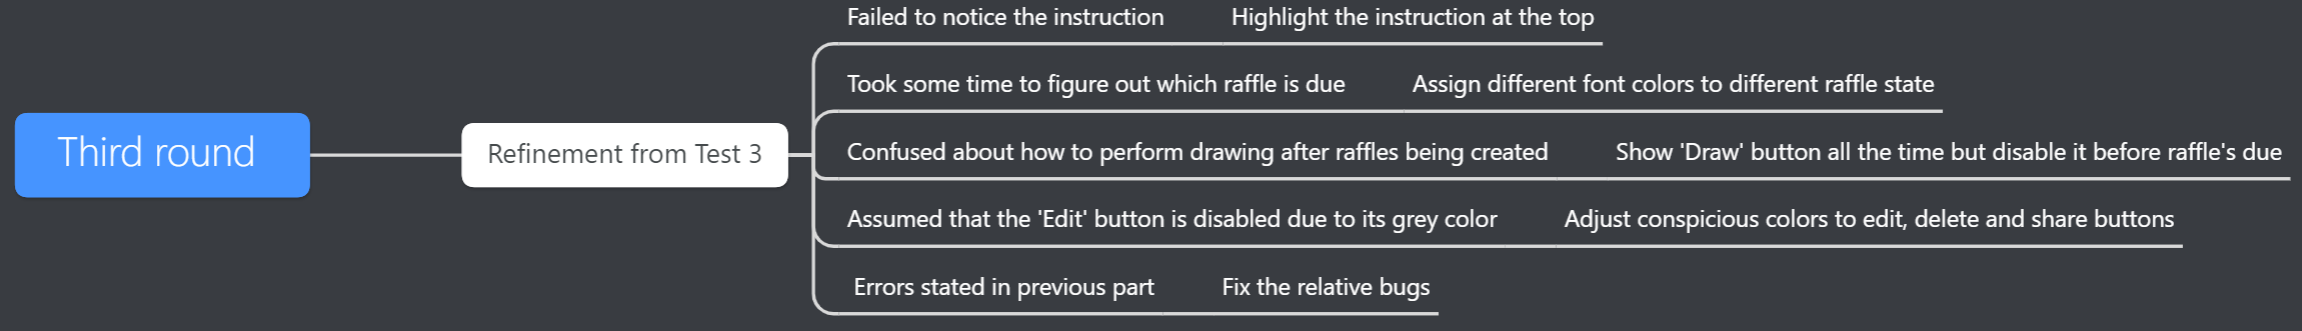 Third round
Refinement from Test 3
Failed to notice the instruction
Highlight the instruction at the top
Took some time to figure out which raffle is due
Assign different font colors to different raffle state
Confused about how to perform drawing after raffles being created
Show 'Draw' button all the time but disable it before raffle's due
Assumed that the 'Edit' button is disabled due to its grey color
Adjust conspicious colors to edit, delete and share buttons
Errors stated in previous part
Fix the relative bugs